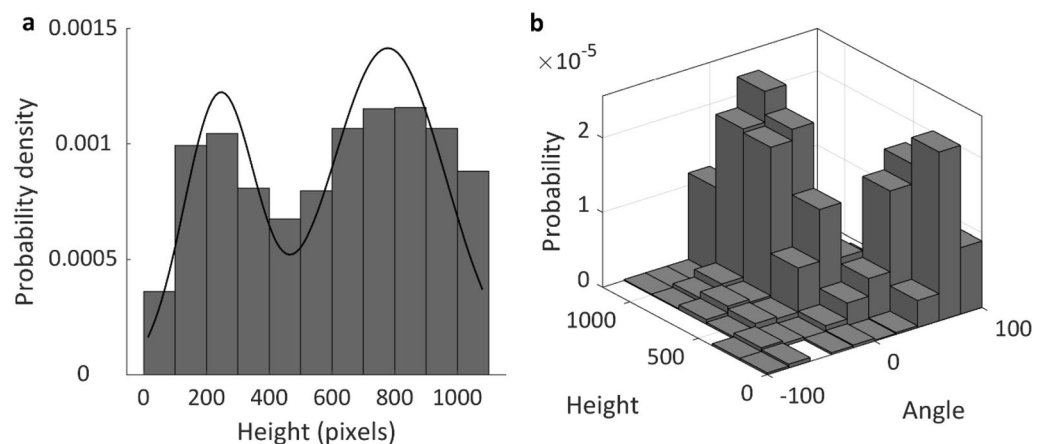 a
0.0015
0.001
0.0005
0
Probability density
0 200 400 600 800 1000
Height (pixels)
b
×10⁻⁵
2
1
0
Probability
1000
500
0
Height
-100
0
100
Angle